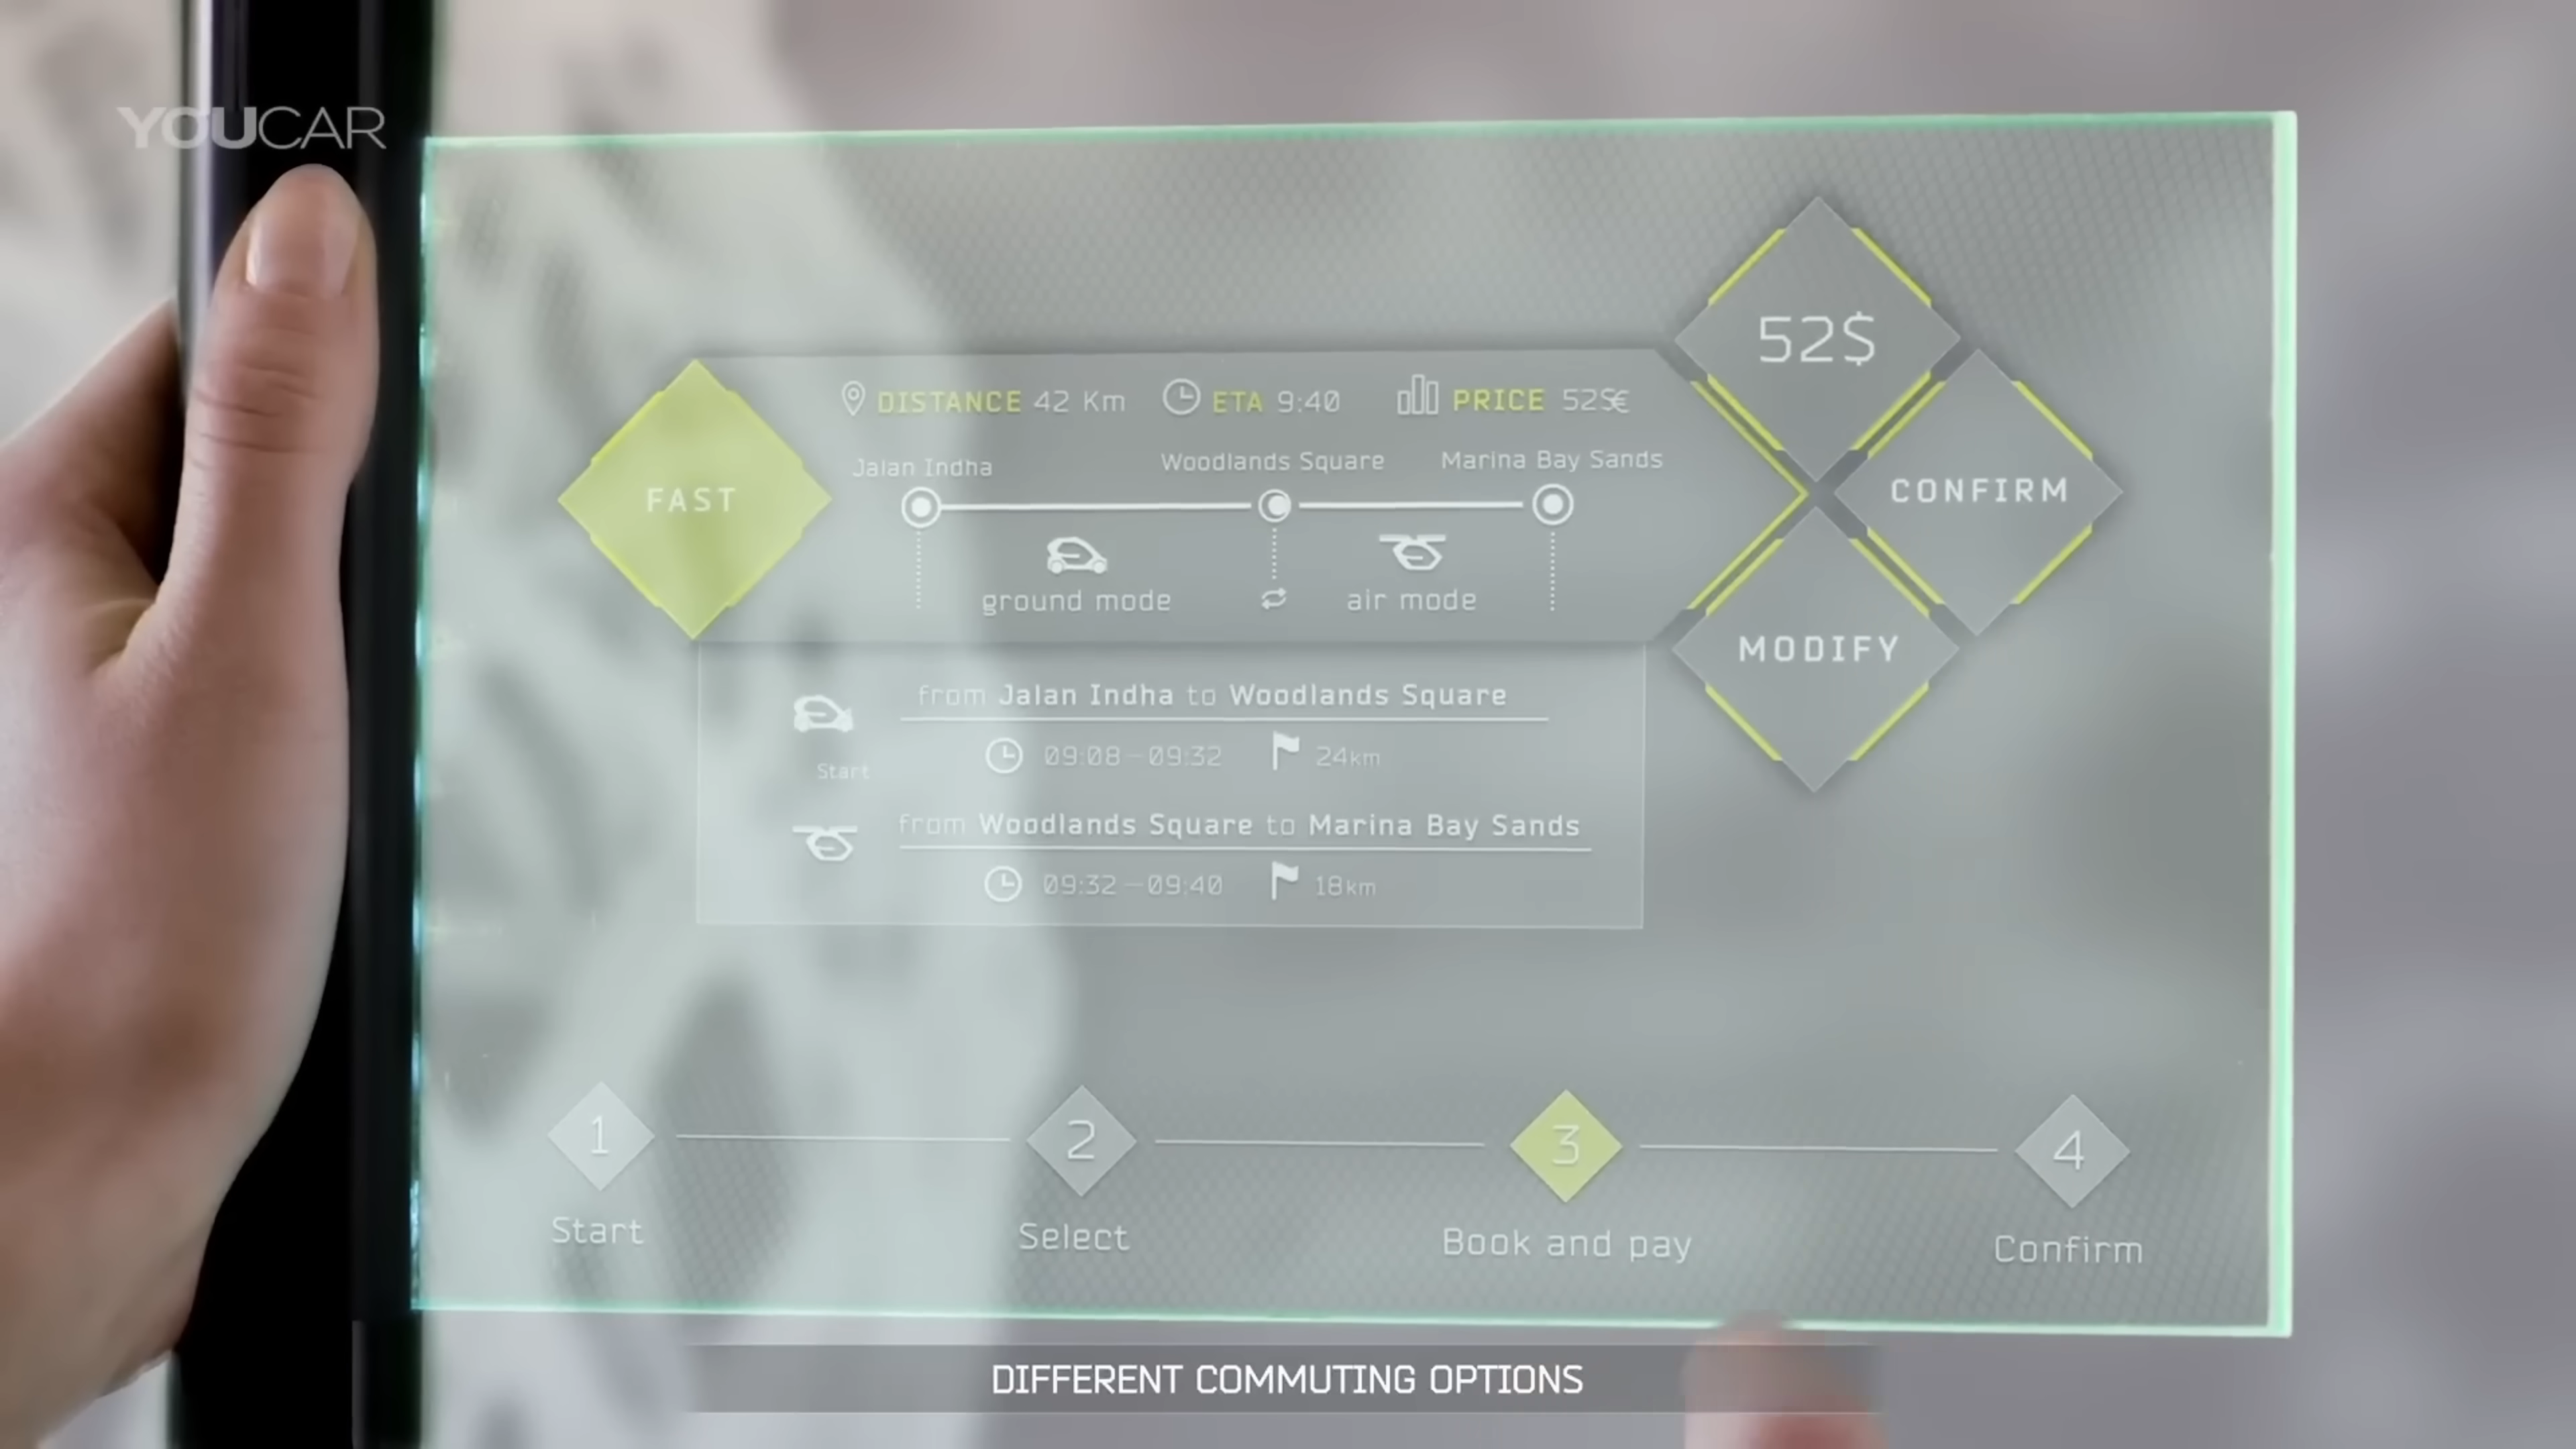 YOUCAR
52$
DISTANCE 42 Km ETA 9:40 PRICE 52$€
Jalan Indha Woodlands Square Marina Bay Sands
FAST
CONFIRM
ground mode air mode
MODIFY
from Jalan Indha to Woodlands Square
09:08 – 09:32 24km
Start
from Woodlands Square to Marina Bay Sands
09:32 – 09:40 18km
1 2 3 4
Start Select Book and pay Confirm
DIFFERENT COMMUTING OPTIONS